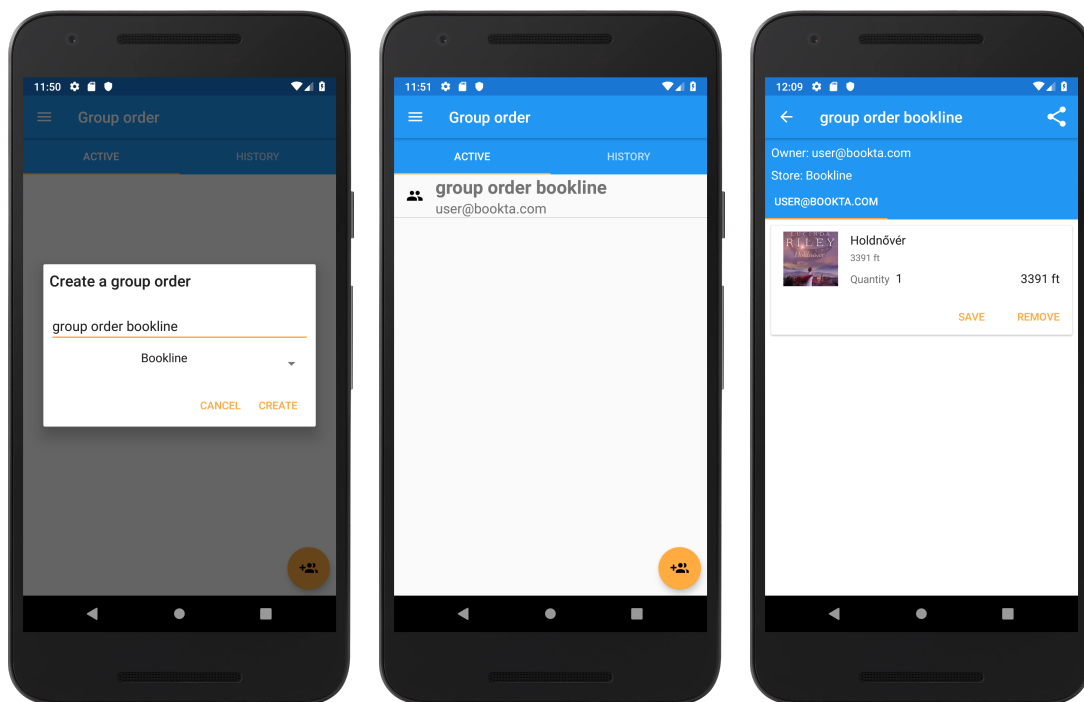 11:50
Group order
ACTIVE HISTORY
Create a group order
group order bookline
Bookline
CANCEL CREATE
11:51
Group order
ACTIVE HISTORY
group order bookline
user@bookta.com
12:09
group order bookline
Owner: user@bookta.com
Store: Bookline
USER@BOOKTA.COM
LUCINDA
RILEY
Holdnővér
Holdnővér
3391 ft
Quantity 1 3391 ft
SAVE REMOVE